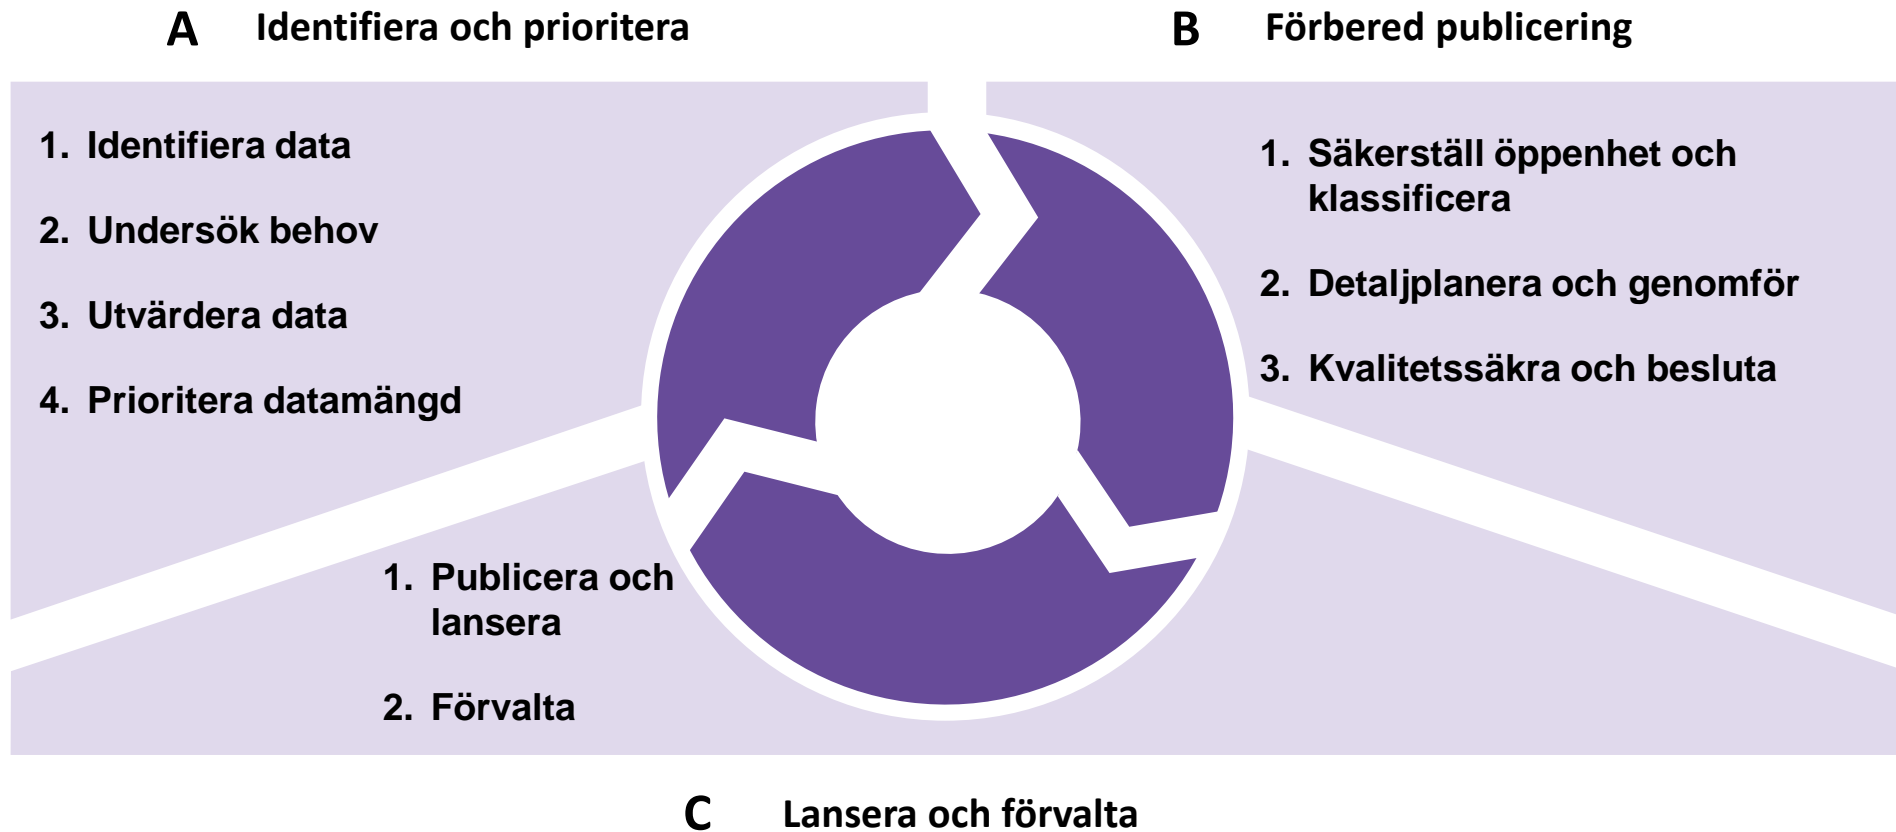 A Identifiera och prioritera
1. Identifiera data
2. Undersök behov
3. Utvärdera data
4. Prioritera datamängd
B Förbered publicering
1. Säkerställ öppenhet och
klassificera
2. Detaljplanera och genomför
3. Kvalitetssäkra och besluta
1. Publicera och
lansera
2. Förvalta
C Lansera och förvalta